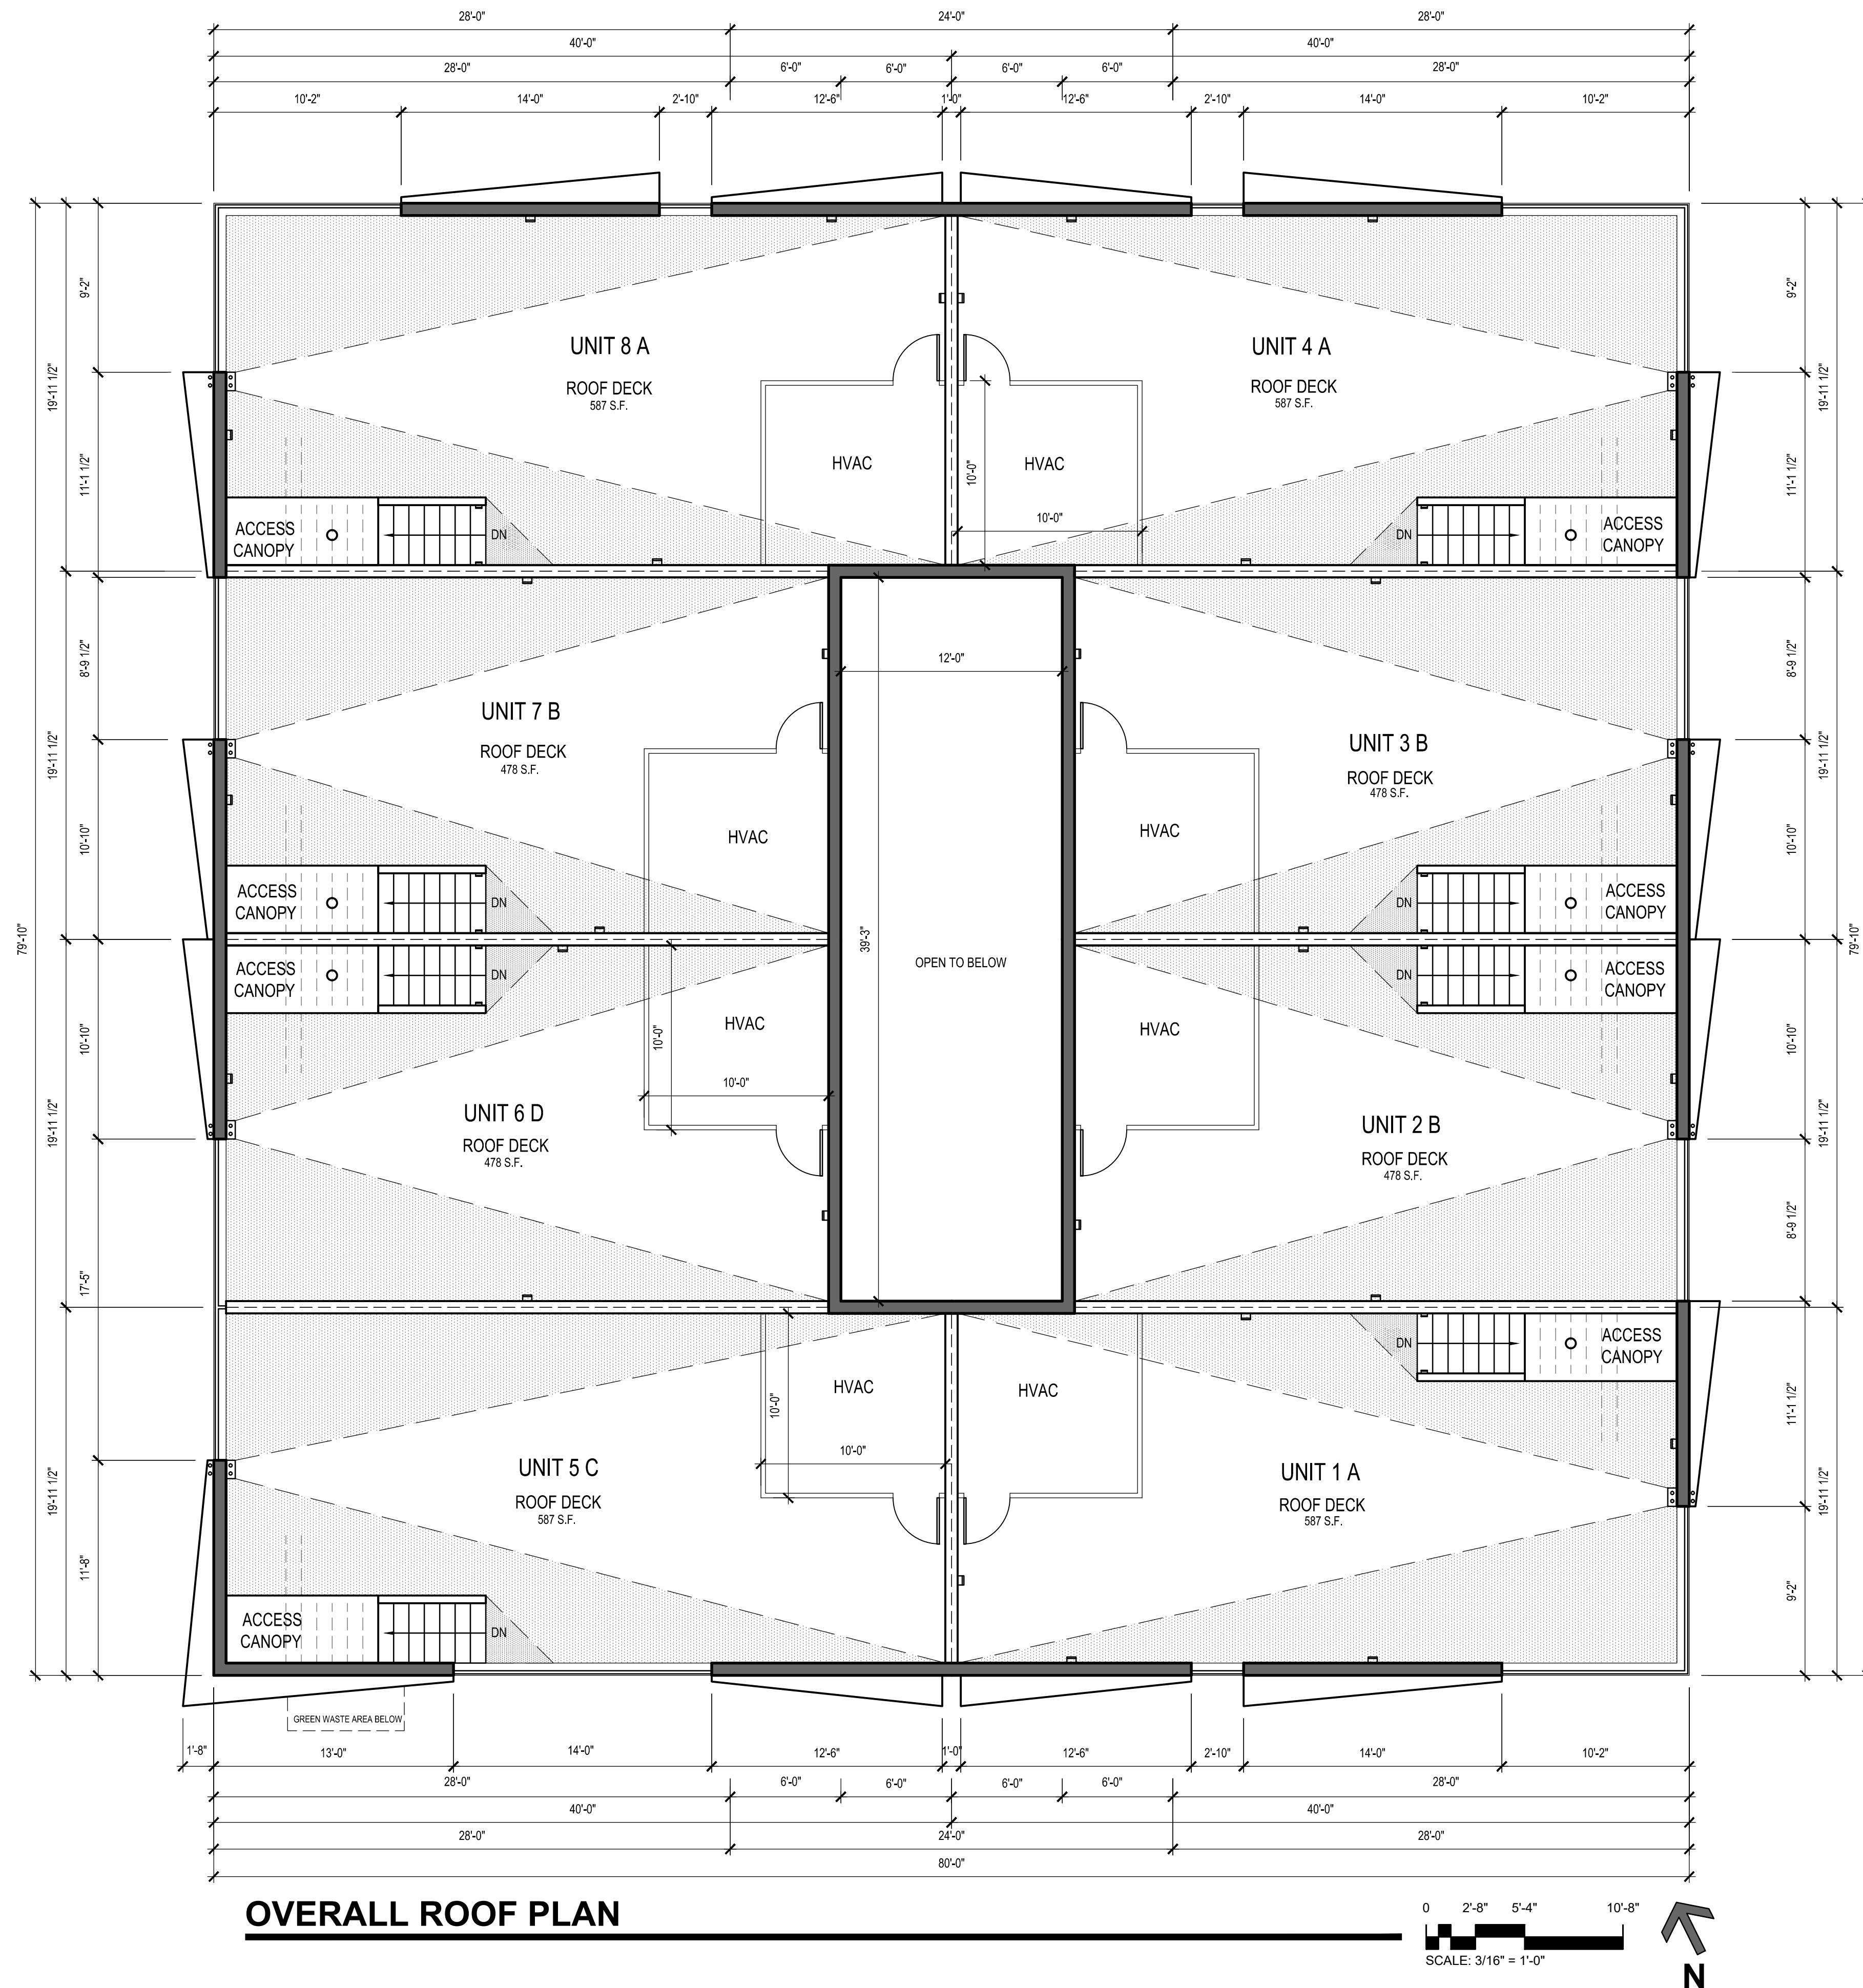 28'-0" 24'-0" 28'-0"
40'-0" 40'-0"
28'-0" 6'-0" 6'-0" 6'-0" 6'-0" 28'-0"
10'-2" 14'-0" 2'-10" 12'-6" 1'-0" 12'-6" 2'-10" 14'-0" 10'-2"
9'-2" 9'-2"
UNIT 8 A UNIT 4 A
ROOF DECK ROOF DECK
587 S.F. 587 S.F.
19'-11 1/2" 19'-11 1/2"
11'-1 1/2" 11'-1 1/2"
HVAC HVAC
10'-0"
10'-0"
ACCESS DN DN ACCESS
CANOPY CANOPY
8'-9 1/2" 12'-0" 8'-9 1/2"
UNIT 7 B UNIT 3 B
ROOF DECK ROOF DECK
478 S.F. 478 S.F.
19'-11 1/2" 19'-11 1/2"
10'-10" HVAC HVAC 10'-10"
ACCESS DN DN ACCESS
CANOPY CANOPY
79'-10" 39'-3" 79'-10"
OPEN TO BELOW
ACCESS DN DN ACCESS
CANOPY CANOPY
10'-10" 10'-0" HVAC HVAC 10'-10"
10'-0"
UNIT 6 D UNIT 2 B
ROOF DECK ROOF DECK
478 S.F. 478 S.F.
19'-11 1/2" 19'-11 1/2"
8'-9 1/2"
17'-5"
DN ACCESS
CANOPY
HVAC HVAC
10'-0" 11'-1 1/2"
10'-0"
UNIT 5 C UNIT 1 A
ROOF DECK ROOF DECK
587 S.F. 587 S.F.
19'-11 1/2" 19'-11 1/2"
11'-8" 9'-2"
ACCESS DN
CANOPY
GREEN WASTE AREA BELOW
1'-8" 13'-0" 14'-0" 12'-6" 1'-0" 12'-6" 2'-10" 14'-0" 10'-2"
28'-0" 6'-0" 6'-0" 6'-0" 6'-0" 28'-0"
40'-0" 40'-0"
28'-0" 24'-0" 28'-0"
80'-0"
OVERALL ROOF PLAN
0 2'-8" 5'-4" 10'-8"
SCALE: 3/16" = 1'-0"
N